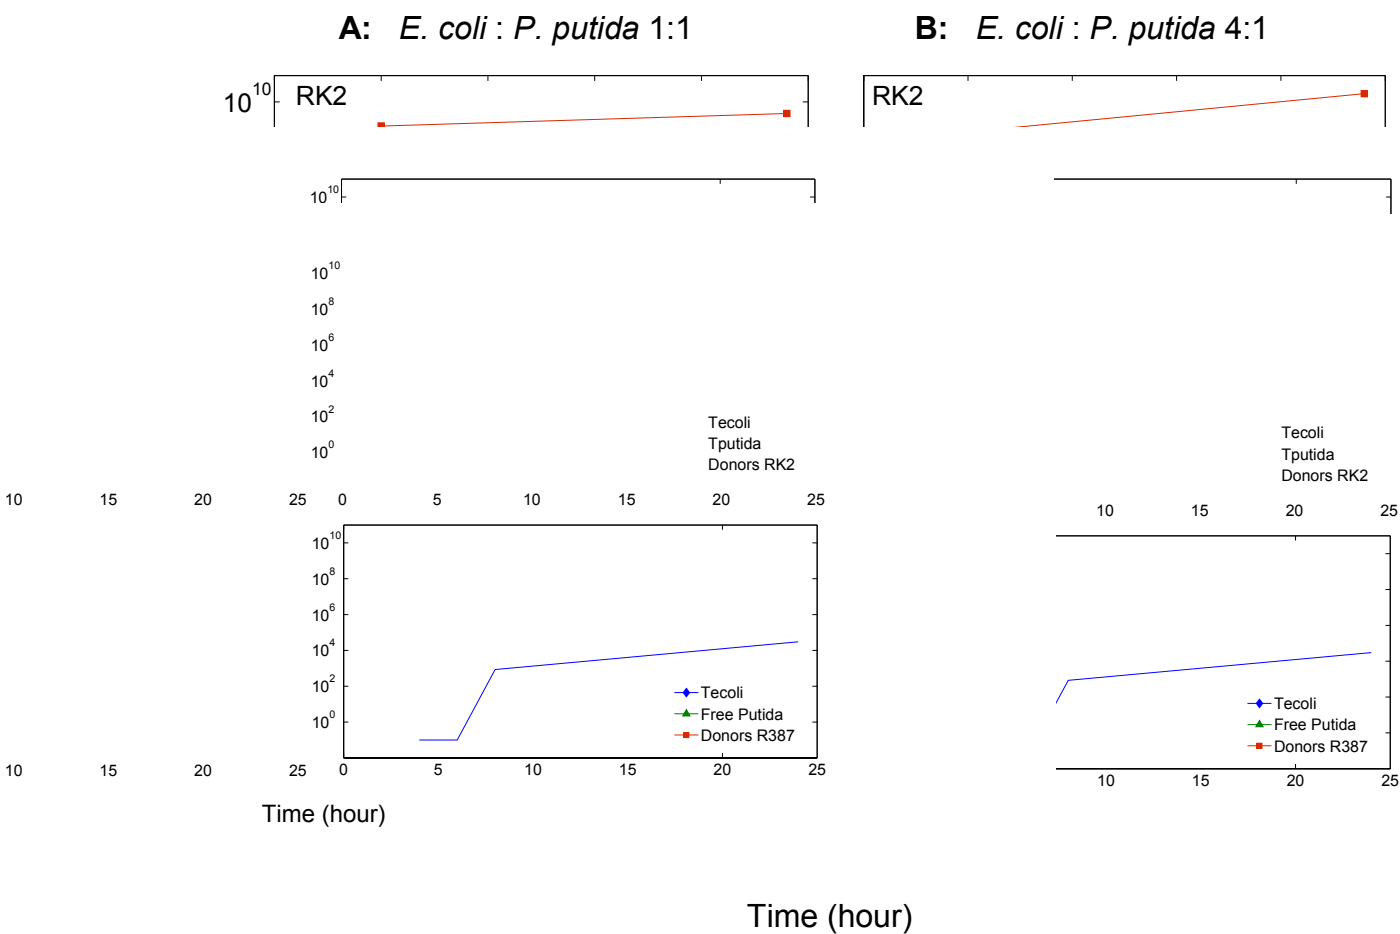 A: E. coli : P. putida 1:1
B: E. coli : P. putida 4:1
10^10 RK2
RK2
10^10
10^10
10^8
10^6
10^4
10^2
10^0
Tecoli
Tputida
Donors RK2
Tecoli
Tputida
Donors RK2
10 15 20 25 0 5 10 15 20 25
10 15 20 25
10^10
10^8
10^6
10^4
10^2
10^0
Tecoli
Free Putida
Donors R387
Tecoli
Free Putida
Donors R387
10 15 20 25 0 5 10 15 20 25
10 15 20 25
Time (hour)
Time (hour)